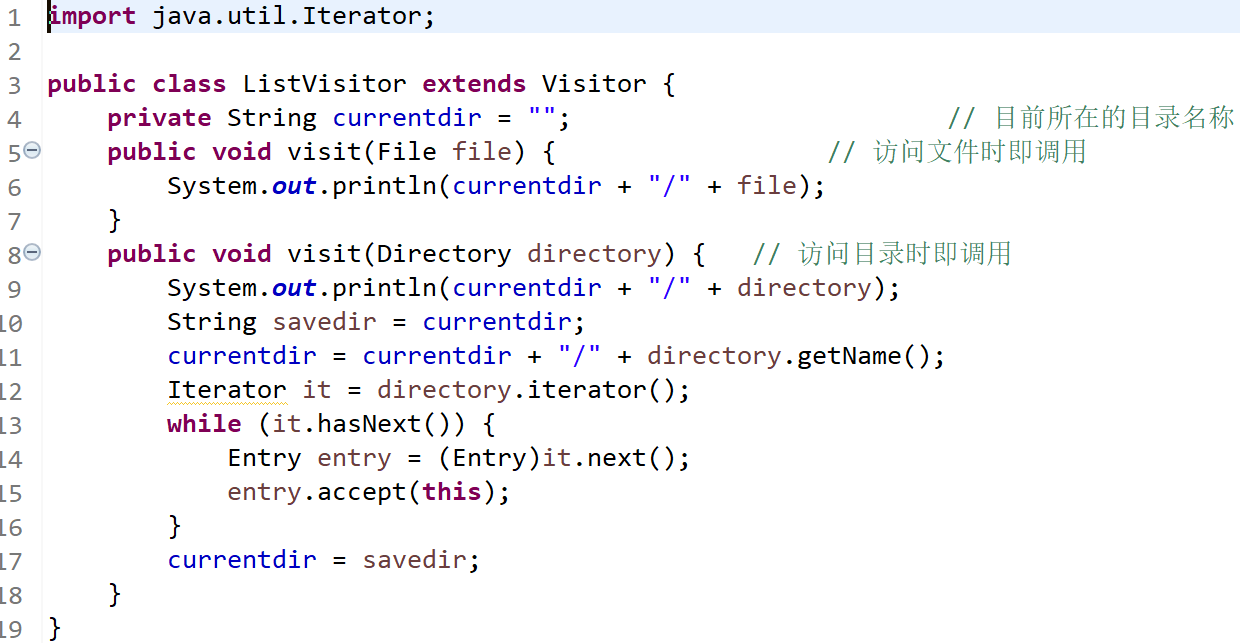 1 import java.util.Iterator;
2
3 public class ListVisitor extends Visitor {
4 private String currentdir = ""; // 目前所在的目录名称
5 public void visit(File file) { // 访问文件时即调用
6 System.out.println(currentdir + "/" + file);
7 }
8 public void visit(Directory directory) { // 访问目录时即调用
9 System.out.println(currentdir + "/" + directory);
10 String savedir = currentdir;
11 currentdir = currentdir + "/" + directory.getName();
12 Iterator it = directory.iterator();
13 while (it.hasNext()) {
14 Entry entry = (Entry)it.next();
15 entry.accept(this);
16 }
17 currentdir = savedir;
18 }
19 }